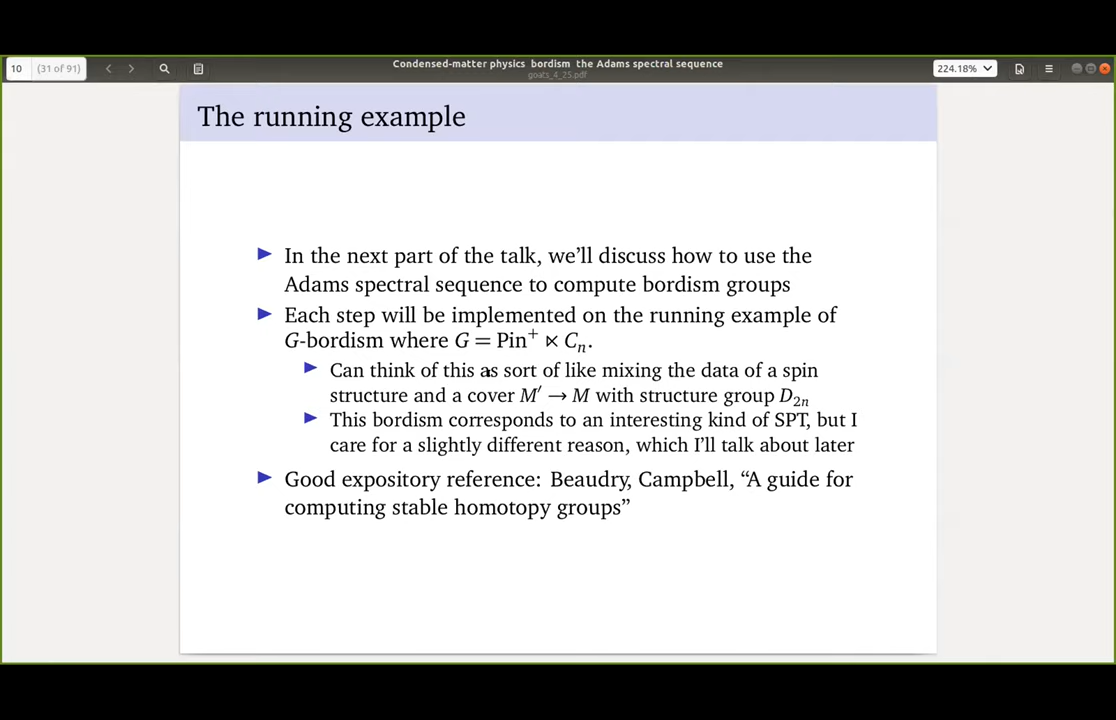 Condensed-matter physics bordism the Adams spectral sequence
goats_4_25.pdf
10 (31 of 91)
224.18%
The running example
In the next part of the talk, we'll discuss how to use the
Adams spectral sequence to compute bordism groups
Each step will be implemented on the running example of
G-bordism where G = Pin⁺ ⋉ Cₙ.
Can think of this as sort of like mixing the data of a spin
structure and a cover M′ → M with structure group D₂ₙ
This bordism corresponds to an interesting kind of SPT, but I
care for a slightly different reason, which I'll talk about later
Good expository reference: Beaudry, Campbell, “A guide for
computing stable homotopy groups”